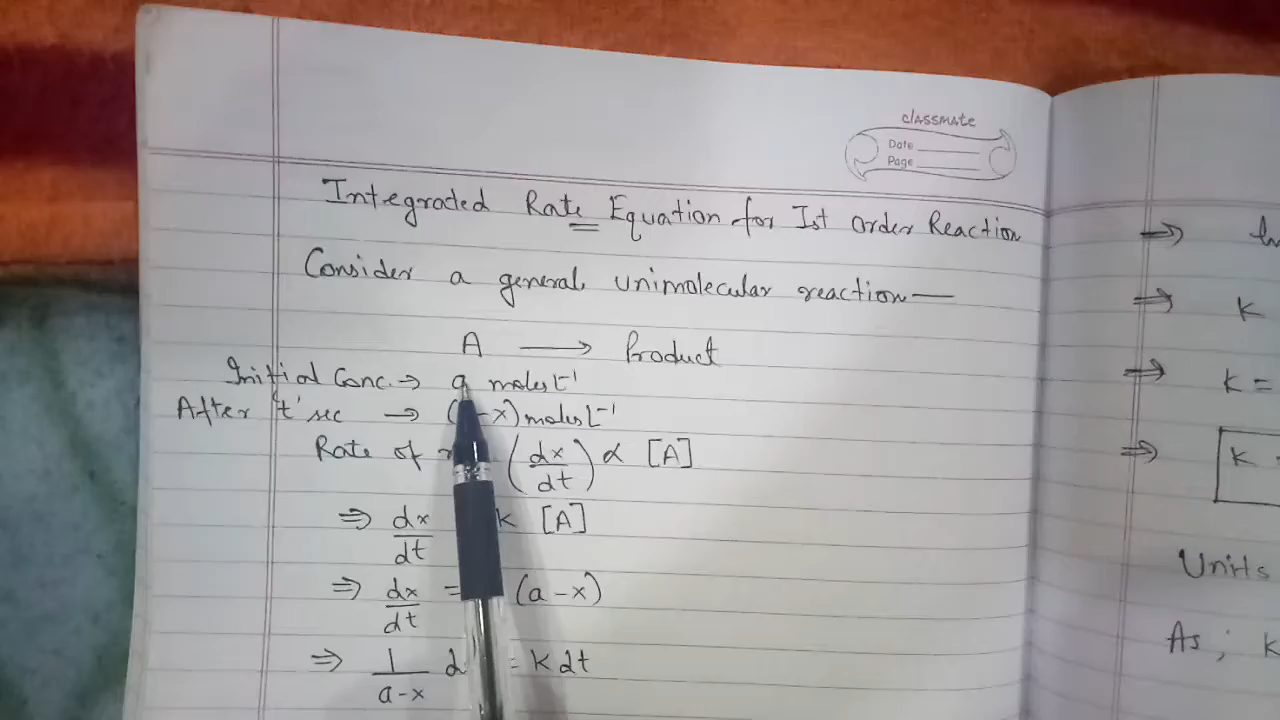 classmate
Date
Page
Integrated Rate Equation for Ist Order Reaction
Consider a general unimolecular reaction—
A ⟶ Product
Initial Conc. → a moles L⁻¹
After 't' sec → ( -x) moles L⁻¹
Rate of (dx/dt) ∝ [A]
⇒ dx/dt K [A]
⇒ dx/dt = (a-x)
⇒ 1/a-x d = K dt
⇒
⇒ K
⇒ K =
⇒ K
Units
As; K